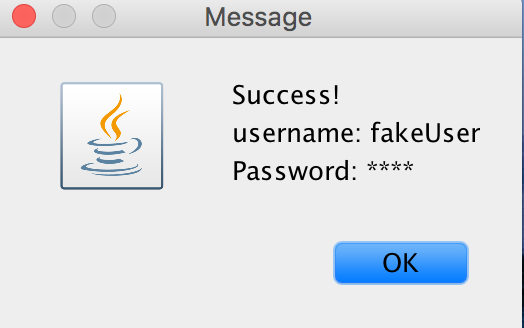 Message
Success!
username: fakeUser
Password: ****
OK